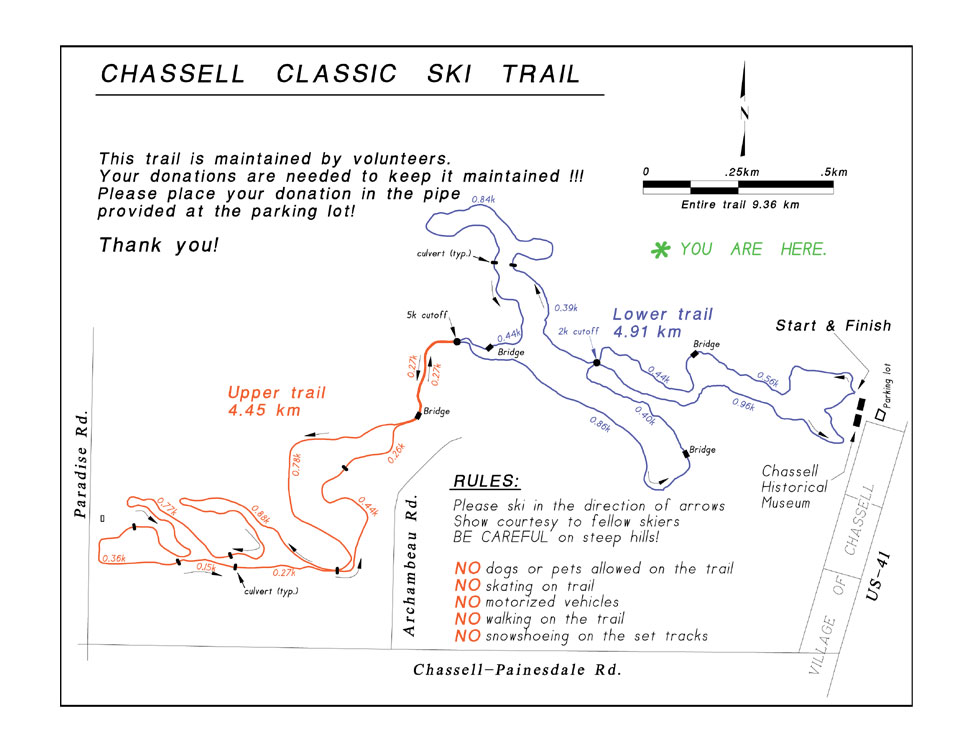 CHASSELL CLASSIC SKI TRAIL
N
This trail is maintained by volunteers.
Your donations are needed to keep it maintained !!!
Please place your donation in the pipe
provided at the parking lot!
Thank you!
0 .25km .5km
Entire trail 9.36 km
YOU ARE HERE.
0.84k
culvert (typ.)
0.39k
Lower trail
4.91 km
2k cutoff
Start & Finish
5k cutoff
0.44k
Bridge
Bridge
0.44k
0.56k
0.96k
Parking lot
0.27k
0.27k
Upper trail
4.45 km
Bridge
0.40k
0.86k
Bridge
0.26k
0.78k
Paradise Rd.
Chassell
Historical
Museum
RULES:
Please ski in the direction of arrows
Show courtesy to fellow skiers
BE CAREFUL on steep hills!
NO dogs or pets allowed on the trail
NO skating on trail
NO motorized vehicles
NO walking on the trail
NO snowshoeing on the set tracks
0.77k
0.88k
0.44k
0.36k
0.15k
0.27k
culvert (typ.)
Archambeau Rd.
VILLAGE OF CHASSELL
US-41
Chassell-Painesdale Rd.